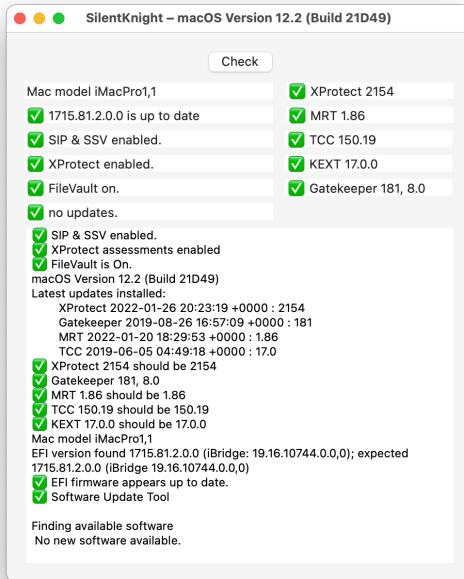 SilentKnight – macOS Version 12.2 (Build 21D49)
Check
Mac model iMacPro1,1
✅ 1715.81.2.0.0 is up to date
✅ SIP & SSV enabled.
✅ XProtect enabled.
✅ FileVault on.
✅ no updates.
✅ XProtect 2154
✅ MRT 1.86
✅ TCC 150.19
✅ KEXT 17.0.0
✅ Gatekeeper 181, 8.0
✅ SIP & SSV enabled.
✅ XProtect assessments enabled
✅ FileVault is On.
macOS Version 12.2 (Build 21D49)
Latest updates installed:
XProtect 2022-01-26 20:23:19 +0000 : 2154
Gatekeeper 2019-08-26 16:57:09 +0000 : 181
MRT 2022-01-20 18:29:53 +0000 : 1.86
TCC 2019-06-05 04:49:18 +0000 : 17.0
✅ XProtect 2154 should be 2154
✅ Gatekeeper 181, 8.0
✅ MRT 1.86 should be 1.86
✅ TCC 150.19 should be 150.19
✅ KEXT 17.0.0 should be 17.0.0
Mac model iMacPro1,1
EFI version found 1715.81.2.0.0 (iBridge: 19.16.10744.0.0,0); expected
1715.81.2.0.0 (iBridge 19.16.10744.0.0,0)
✅ EFI firmware appears up to date.
✅ Software Update Tool
Finding available software
No new software available.